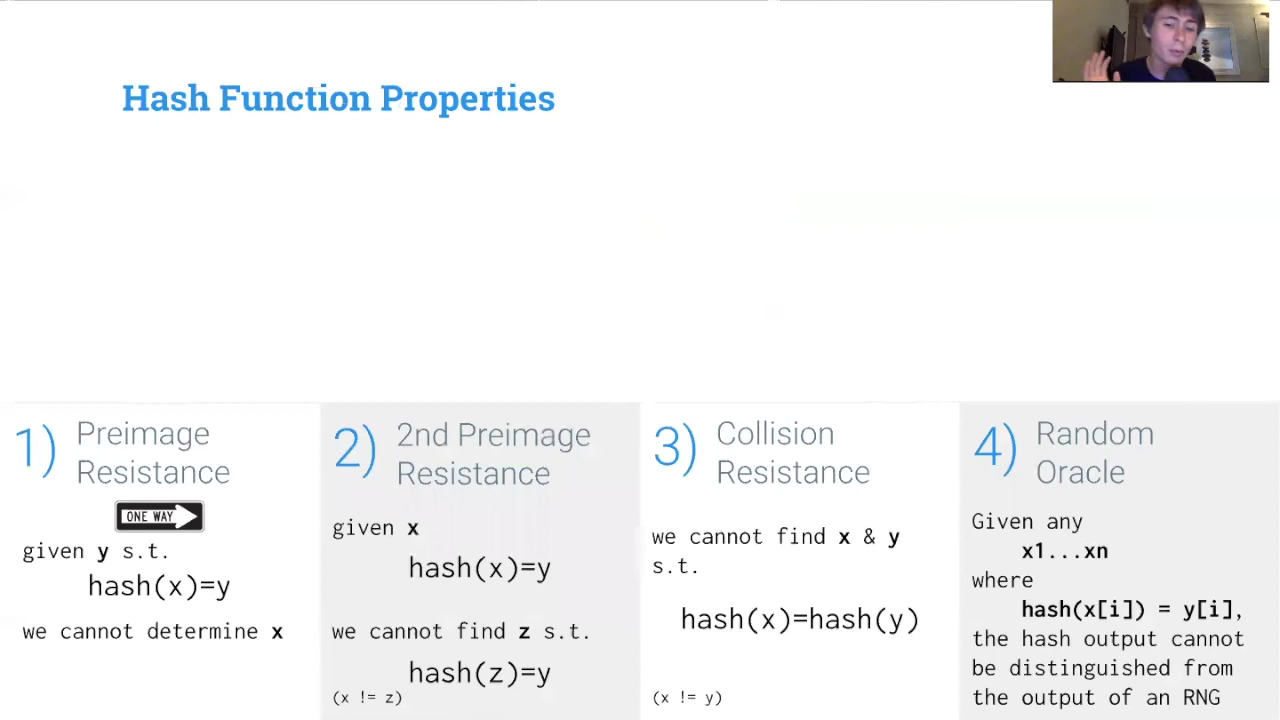 Hash Function Properties
1) Preimage
Resistance
ONE WAY
given y s.t.
hash(x)=y
we cannot determine x
2) 2nd Preimage
Resistance
given x
hash(x)=y
we cannot find z s.t.
hash(z)=y
(x != z)
3) Collision
Resistance
we cannot find x & y
s.t.
hash(x)=hash(y)
(x != y)
4) Random
Oracle
Given any
x1...xn
where
hash(x[i]) = y[i],
the hash output cannot
be distinguished from
the output of an RNG